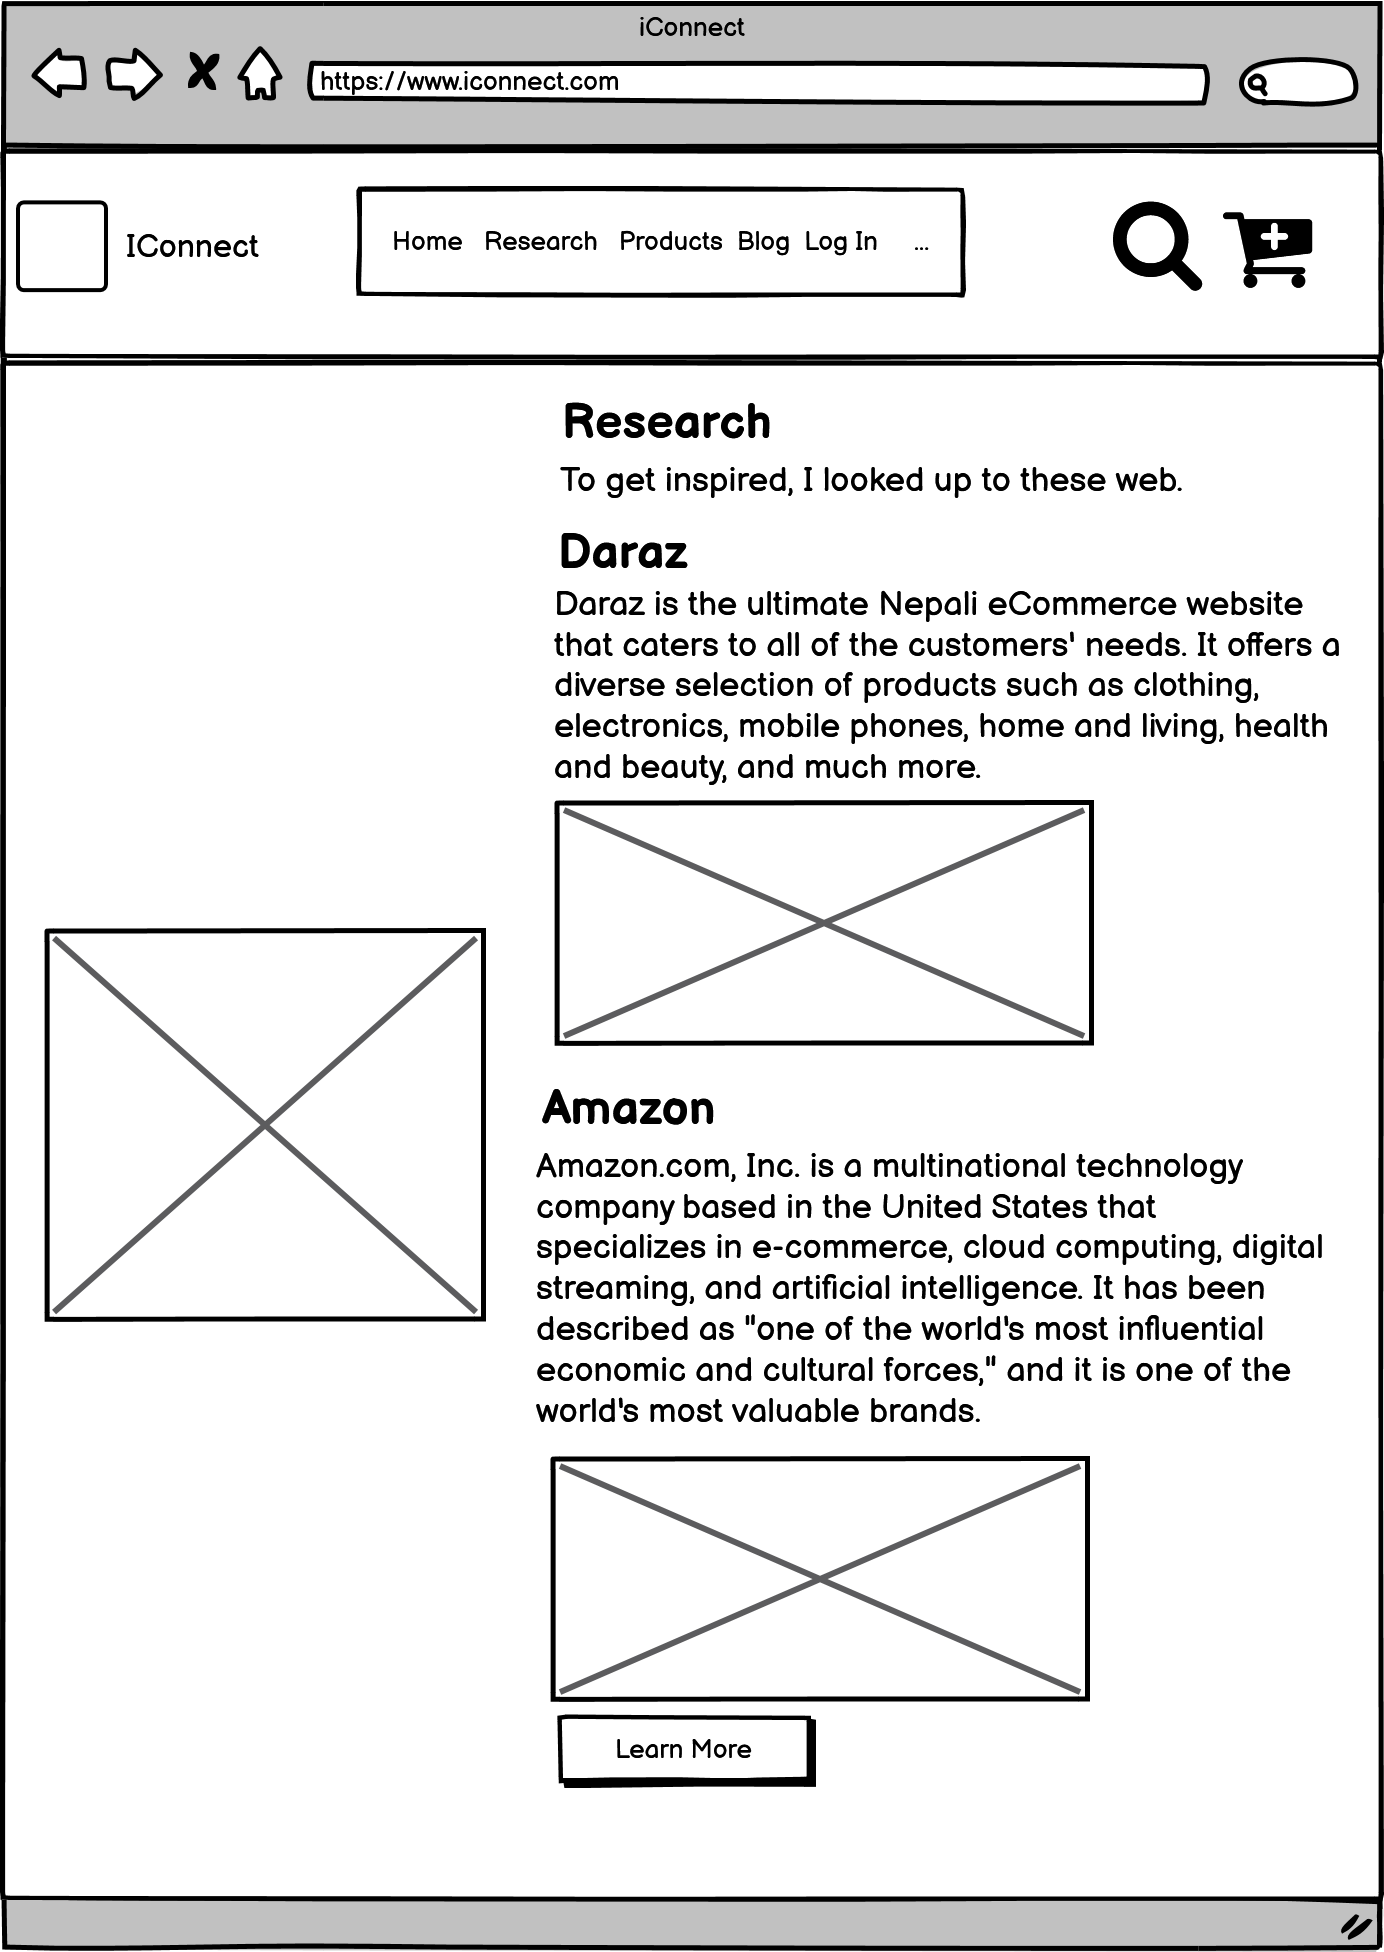 iConnect
https://www.iconnect.com
IConnect
Home Research Products Blog Log In ...
Research
To get inspired, I looked up to these web.
Daraz
Daraz is the ultimate Nepali eCommerce website
that caters to all of the customers' needs. It offers a
diverse selection of products such as clothing,
electronics, mobile phones, home and living, health
and beauty, and much more.
Amazon
Amazon.com, Inc. is a multinational technology
company based in the United States that
specializes in e-commerce, cloud computing, digital
streaming, and artificial intelligence. It has been
described as "one of the world's most influential
economic and cultural forces," and it is one of the
world's most valuable brands.
Learn More